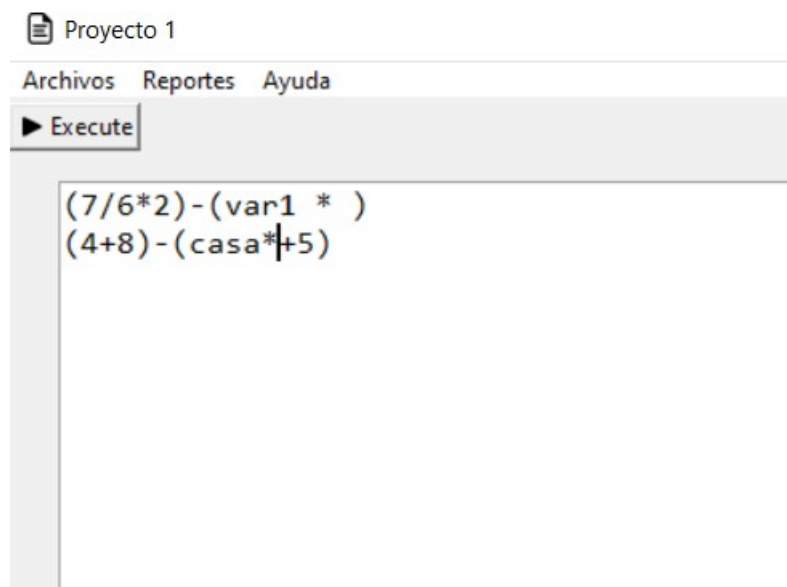 Proyecto 1
Archivos Reportes Ayuda
Execute
(7/6*2)-(var1 * )
(4+8)-(casa*+5)